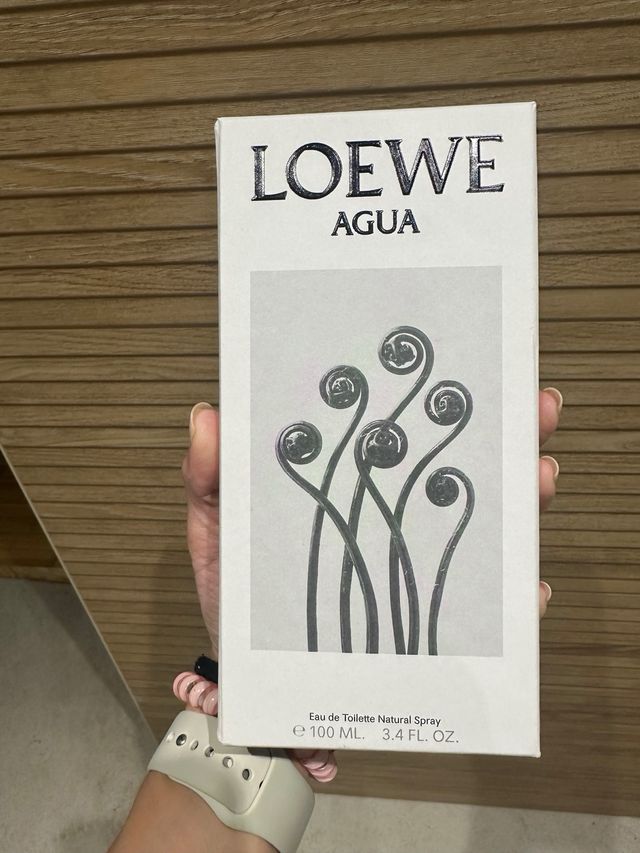 LOEWE
AGUA
Eau de Toilette Natural Spray
℮ 100 ML. 3.4 FL. OZ.